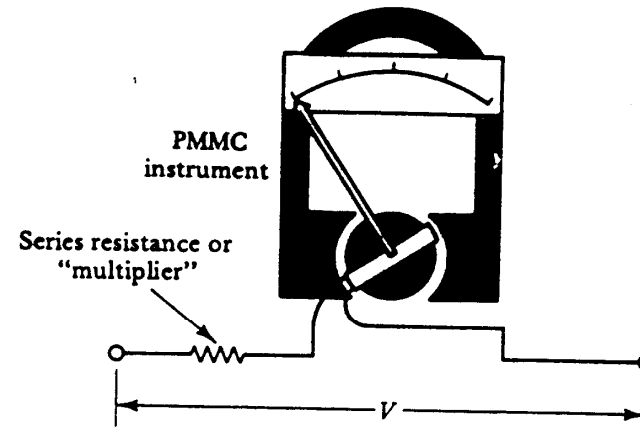 PMMC
instrument
Series resistance or
“multiplier”
V